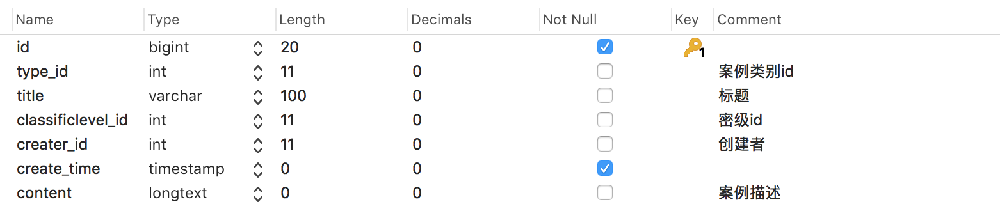 Name Type Length Decimals Not Null Key Comment
id bigint 20 0 1
type_id int 11 0 案例类别id
title varchar 100 0 标题
classificlevel_id int 11 0 密级id
creater_id int 11 0 创建者
create_time timestamp 0 0
content longtext 0 0 案例描述